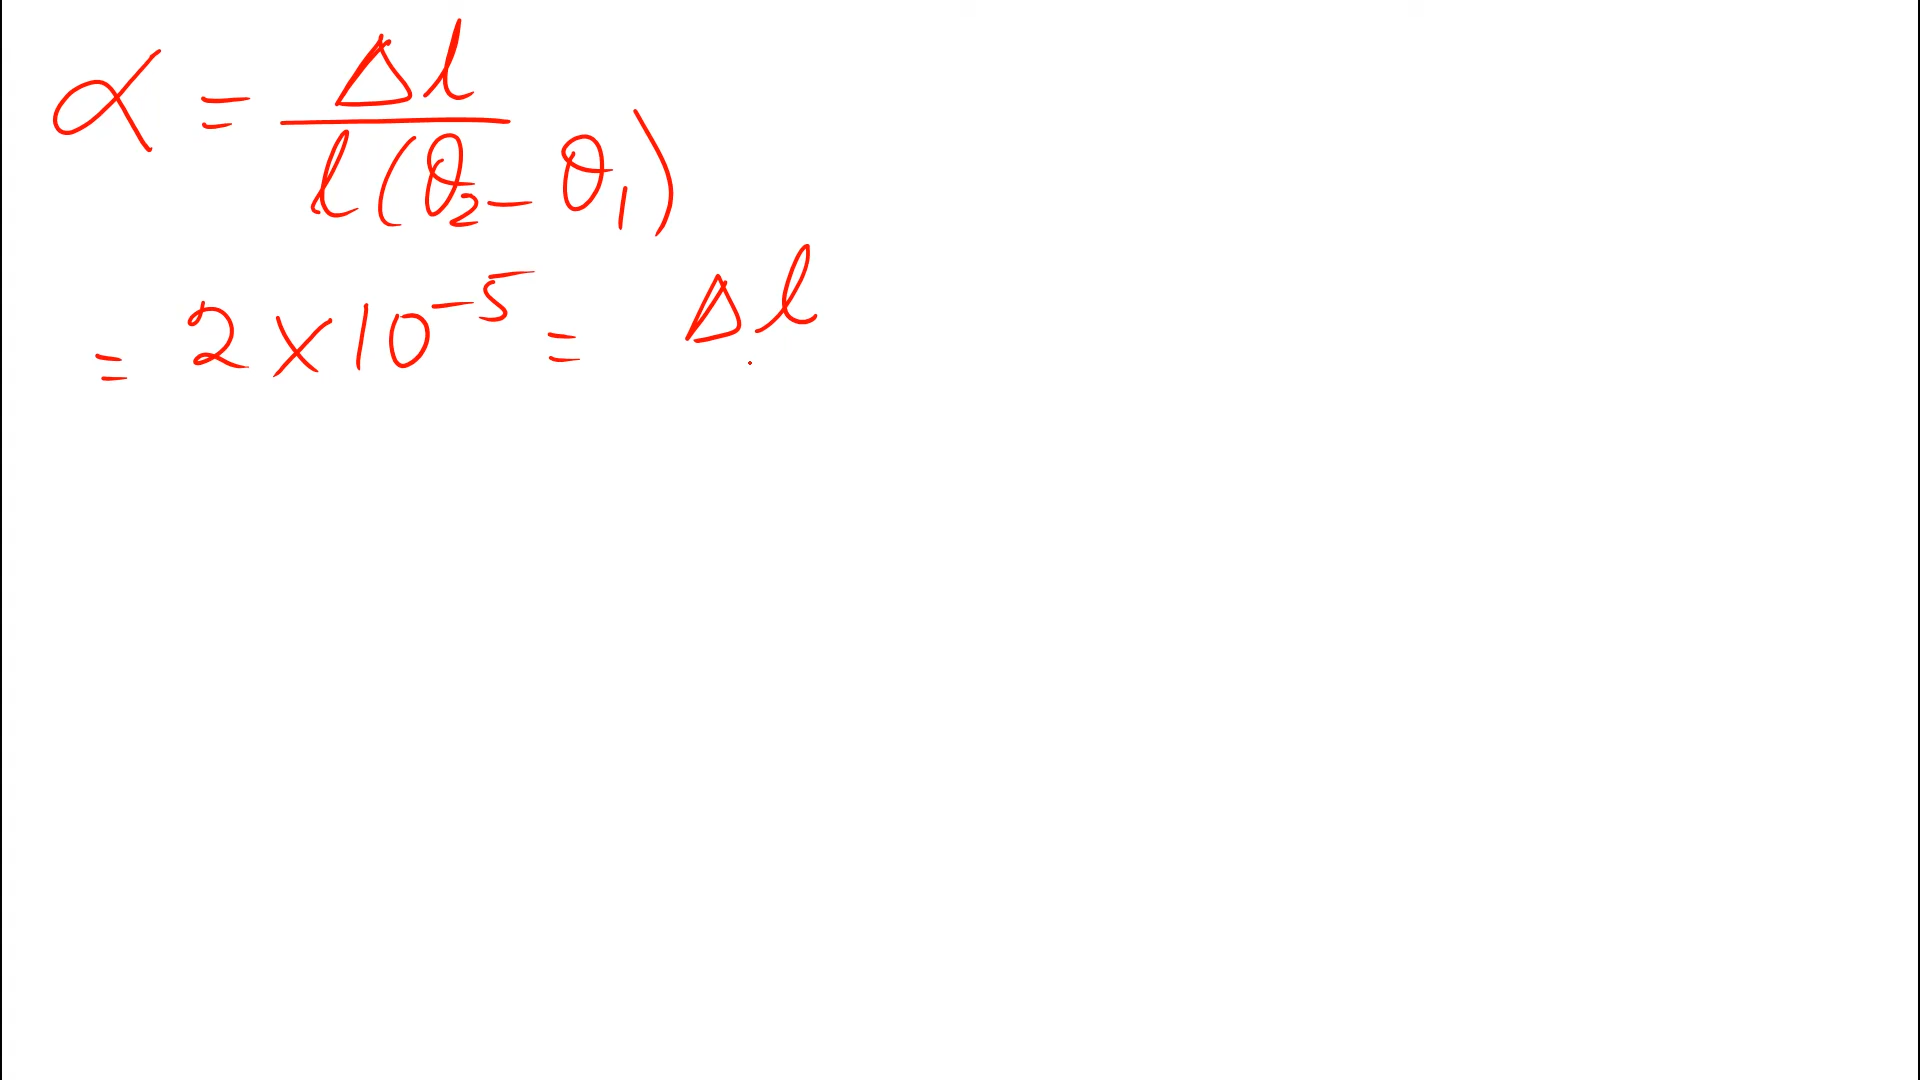 α = Δl / l(θ₂ - θ₁)
= 2 × 10⁻⁵ = Δl